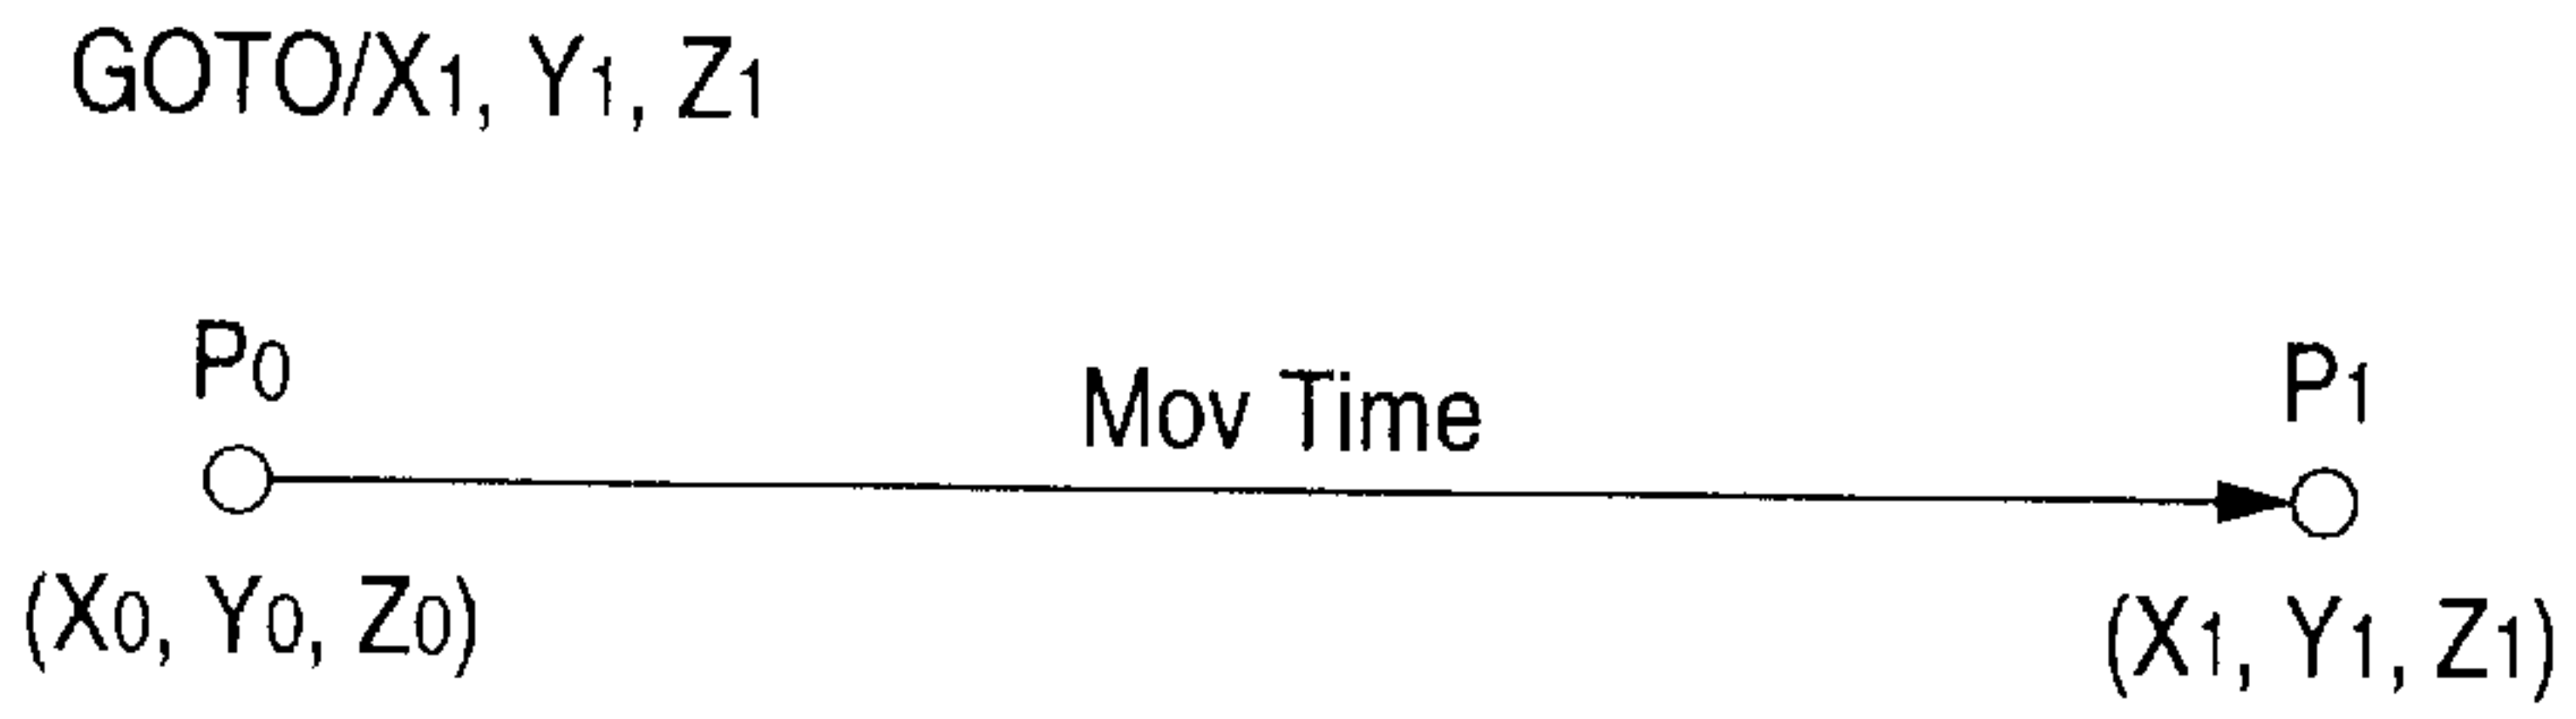 GOTO/X1, Y1, Z1
P0
Mov Time
P1
(X0, Y0, Z0)
(X1, Y1, Z1)